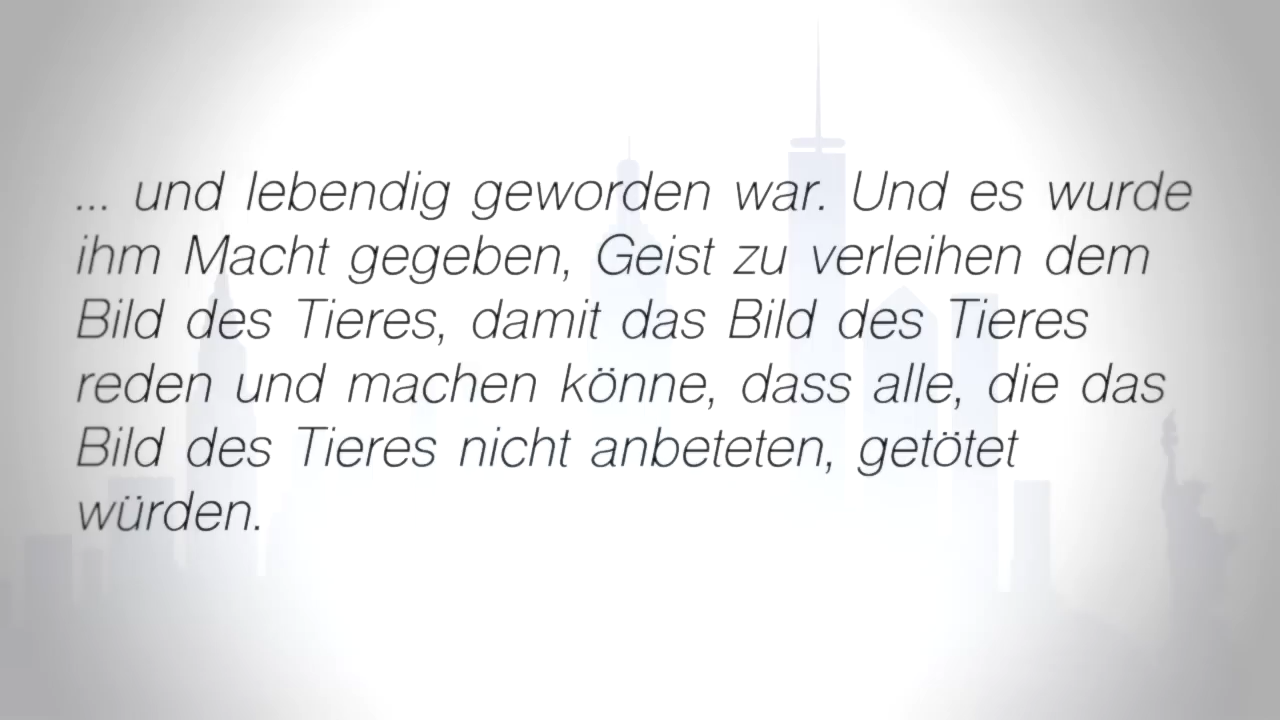 ... und lebendig geworden war. Und es wurde
ihm Macht gegeben, Geist zu verleihen dem
Bild des Tieres, damit das Bild des Tieres
reden und machen könne, dass alle, die das
Bild des Tieres nicht anbeteten, getötet
würden.